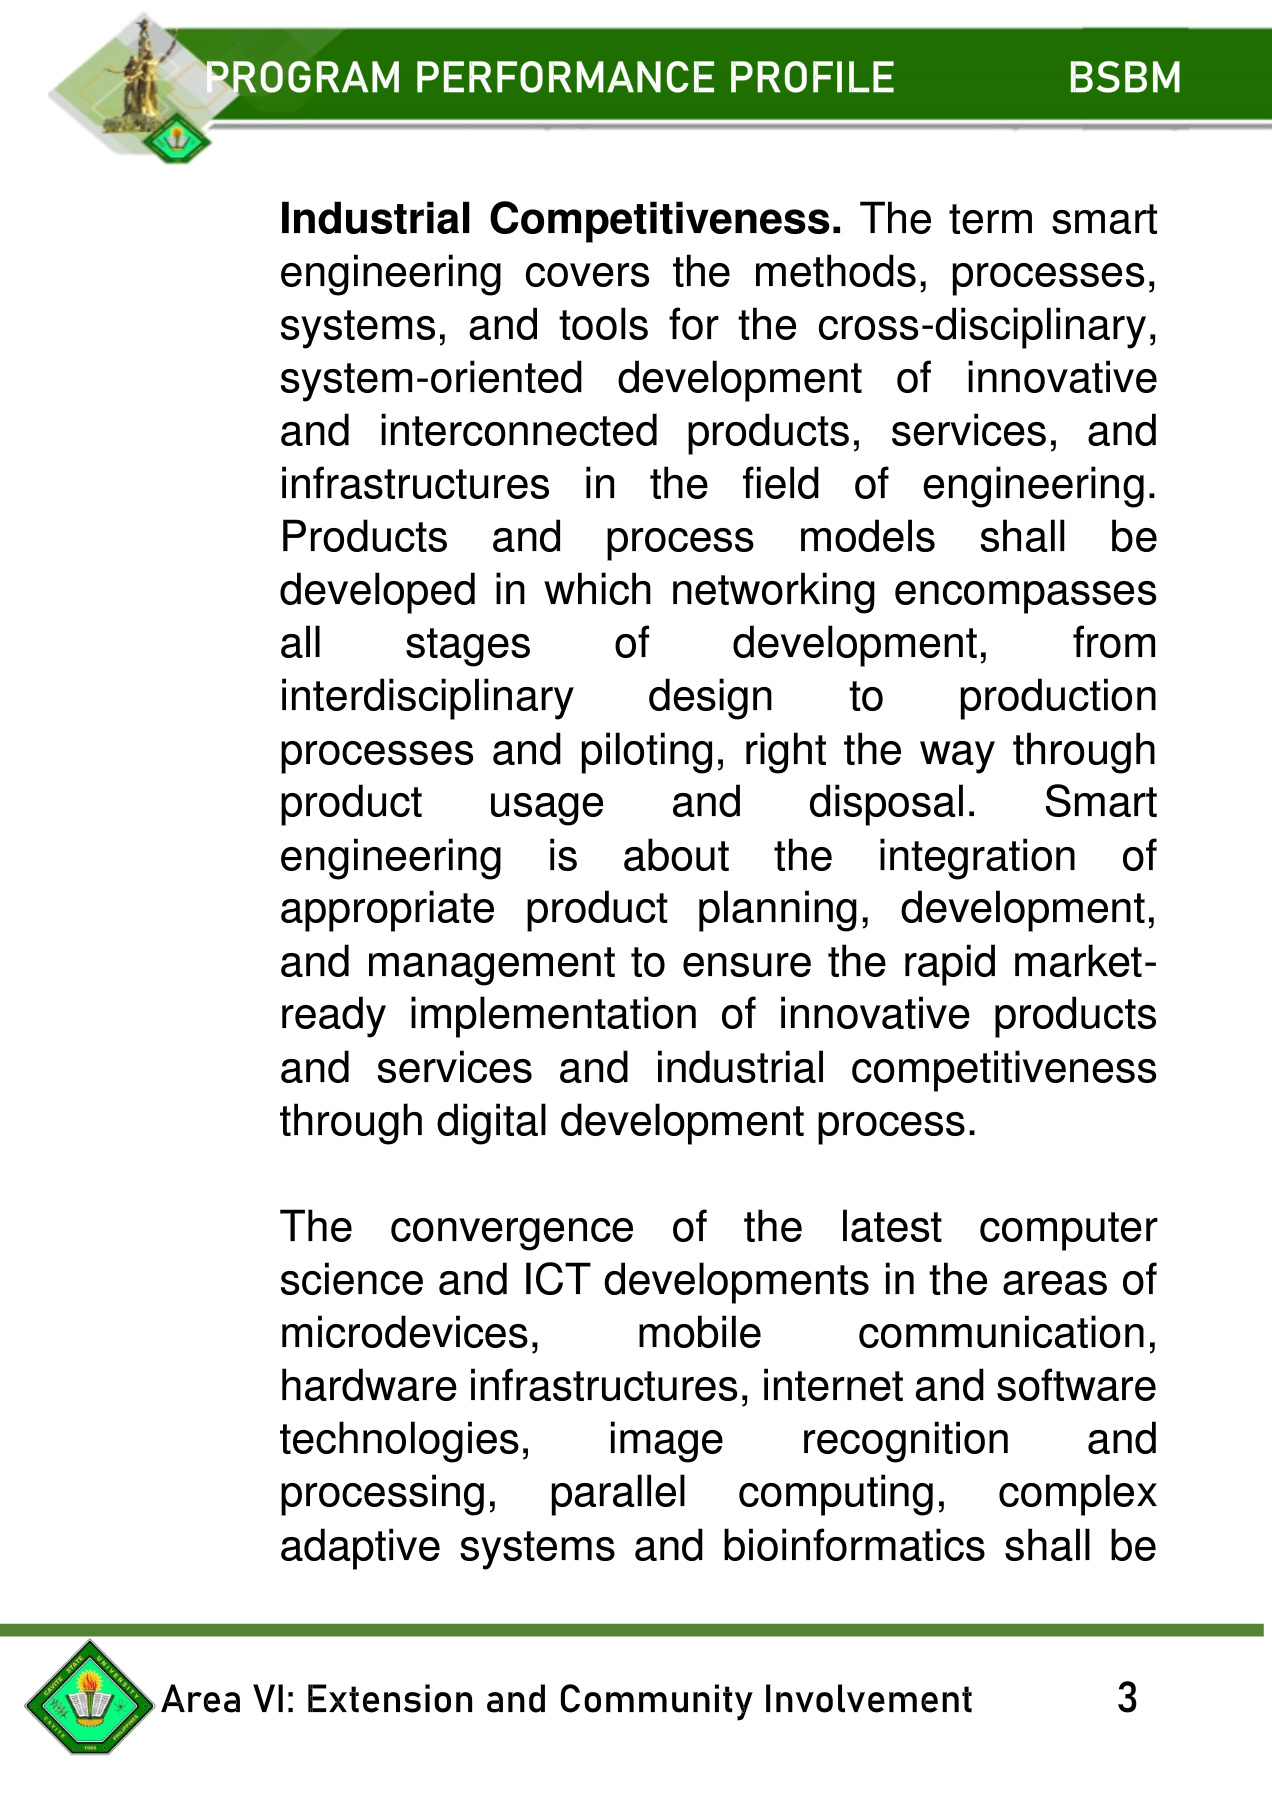 PROGRAM PERFORMANCE PROFILE BSBM
Industrial Competitiveness. The term smart
engineering covers the methods, processes,
systems, and tools for the cross-disciplinary,
system-oriented development of innovative
and interconnected products, services, and
infrastructures in the field of engineering.
Products and process models shall be
developed in which networking encompasses
all stages of development, from
interdisciplinary design to production
processes and piloting, right the way through
product usage and disposal. Smart
engineering is about the integration of
appropriate product planning, development,
and management to ensure the rapid market-
ready implementation of innovative products
and services and industrial competitiveness
through digital development process.
The convergence of the latest computer
science and ICT developments in the areas of
microdevices, mobile communication,
hardware infrastructures, internet and software
technologies, image recognition and
processing, parallel computing, complex
adaptive systems and bioinformatics shall be
CAVITE STATE UNIVERSITY
CAVITE PHILIPPINES
1906
Area VI: Extension and Community Involvement 3